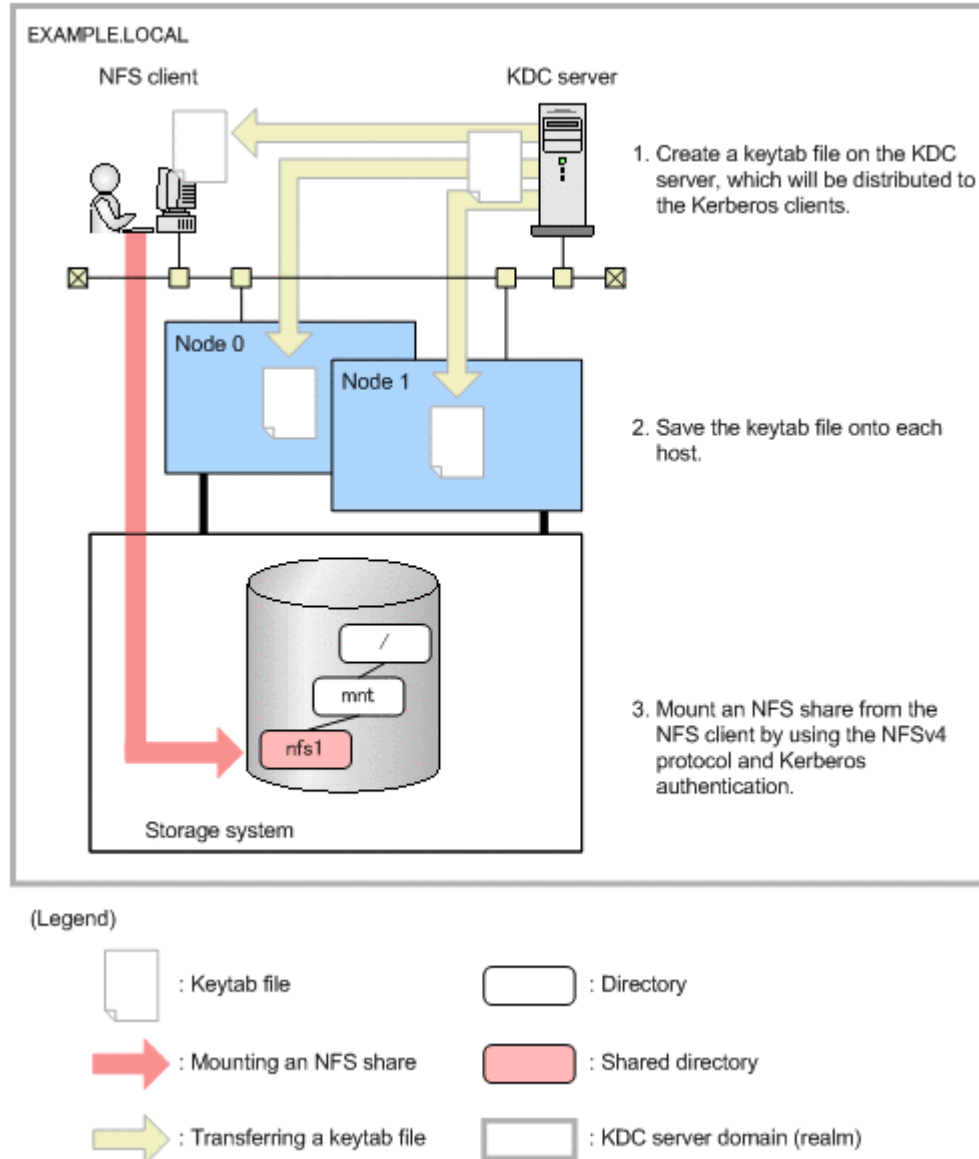 EXAMPLE.LOCAL
NFS client
KDC server
1. Create a keytab file on the KDC
server, which will be distributed to
the Kerberos clients.
Node 0
Node 1
2. Save the keytab file onto each
host.
/
mnt
nfs1
3. Mount an NFS share from the
NFS client by using the NFSv4
protocol and Kerberos
authentication.
Storage system
(Legend)
: Keytab file
: Directory
: Mounting an NFS share
: Shared directory
: Transferring a keytab file
: KDC server domain (realm)